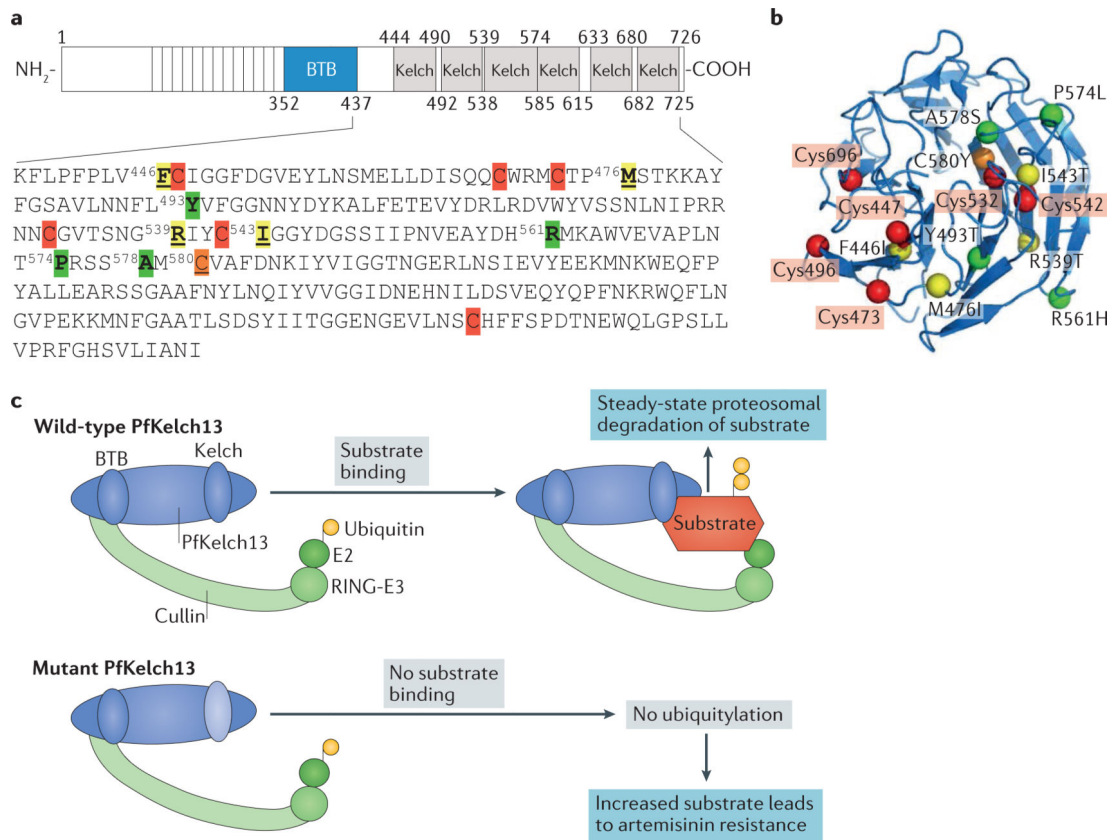 a
1
444 490 539 574 633 680 726
NH2- BTB Kelch Kelch Kelch Kelch Kelch Kelch -COOH
352 437 492 538 585 615 682 725
KFLPFPLV446FCIGGFDGVEYLNSMELLDISQQCWRMCTP476MSTKKAY
FGSAVLNNFL493YVFGGNNYDYKALFETEVYDRLRDVWYVSSNLNIPRR
NNCGVTSNG539RIYC543IGGYDGSSIIPNVEAYDH561RMKAWVEVAPLN
T574PRSS578AM580CVAFDNKIYVIGGTNGERLNSIEVYEEKMNKWEQFP
YALLEARSSGAAFNYLNQIYVVGGIDNEHNILDSVEQYQPFNKRWQFLN
GVPEKKMNFGAATLSDSYIITGGENGEVLNSCHFFSPDTNEWQLGPSLL
VPRFGHSVLIANI
b
P574L
A578S
C580Y
Cys696
I543T
Cys447
Cys532
Cys542
F446I
Y493T
R539T
Cys496
M476I
R561H
Cys473
c
Wild-type PfKelch13
BTB
Kelch
PfKelch13
Cullin
Ubiquitin
E2
RING-E3
Substrate
binding
Steady-state proteosomal
degradation of substrate
Substrate
Mutant PfKelch13
No substrate
binding
No ubiquitylation
Increased substrate leads
to artemisinin resistance